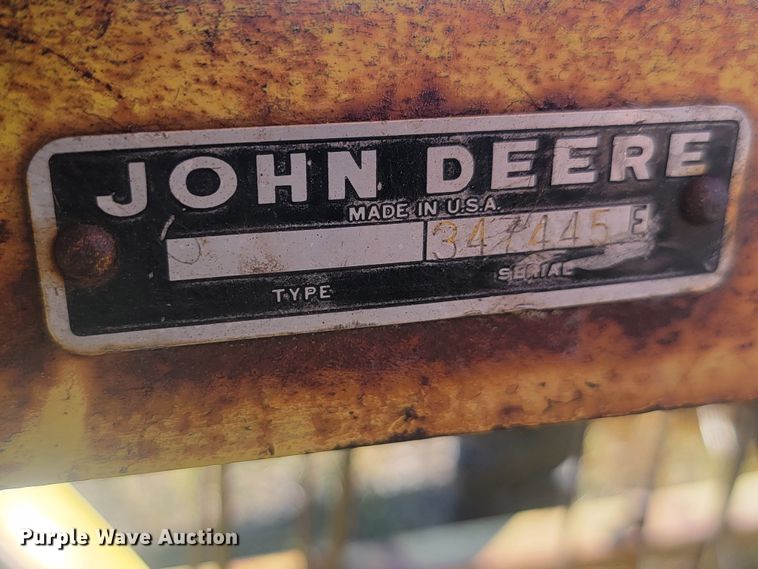 JOHN DEERE
MADE IN U.S.A.
347445 E
TYPE SERIAL
Purple Wave Auction